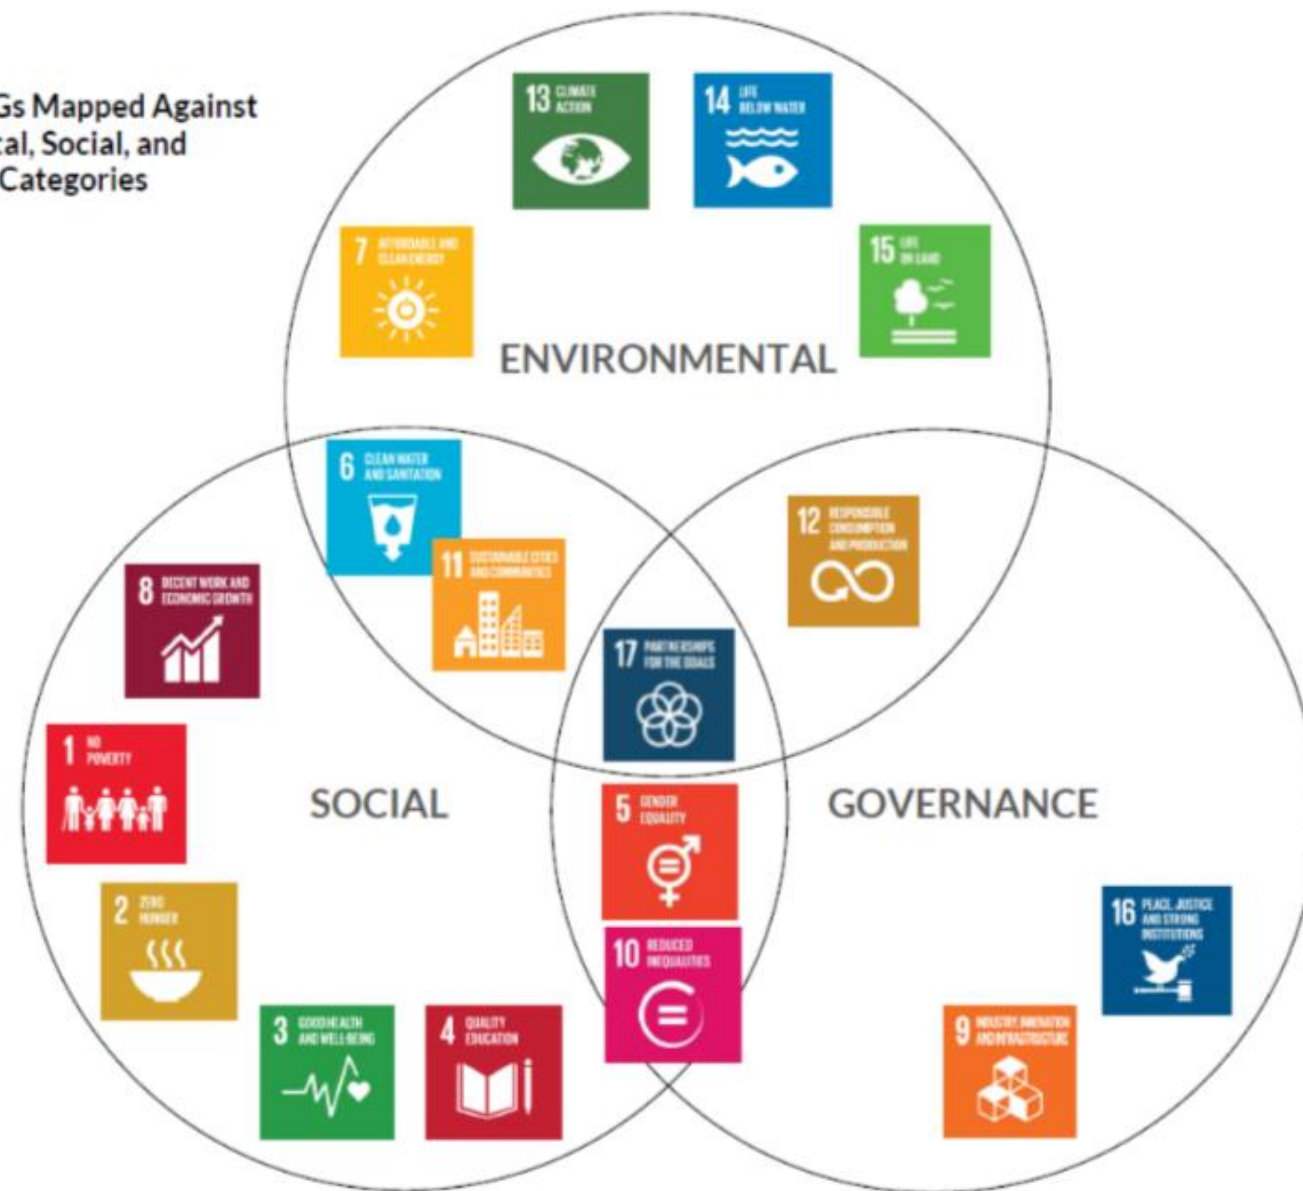 Gs Mapped Against
tal, Social, and
Categories
13 CLIMATE
ACTION
14 LIFE
BELOW WATER
7 AFFORDABLE AND
CLEAN ENERGY
15 LIFE
ON LAND
ENVIRONMENTAL
6 CLEAN WATER
AND SANITATION
12 RESPONSIBLE
CONSUMPTION
AND PRODUCTION
11 SUSTAINABLE CITIES
AND COMMUNITIES
8 DECENT WORK AND
ECONOMIC GROWTH
17 PARTNERSHIPS
FOR THE GOALS
1 NO
POVERTY
SOCIAL
5 GENDER
EQUALITY
GOVERNANCE
2 ZERO
HUNGER
16 PEACE, JUSTICE
AND STRONG
INSTITUTIONS
10 REDUCED
INEQUALITIES
3 GOOD HEALTH
AND WELL-BEING
4 QUALITY
EDUCATION
9 INDUSTRY, INNOVATION
AND INFRASTRUCTURE